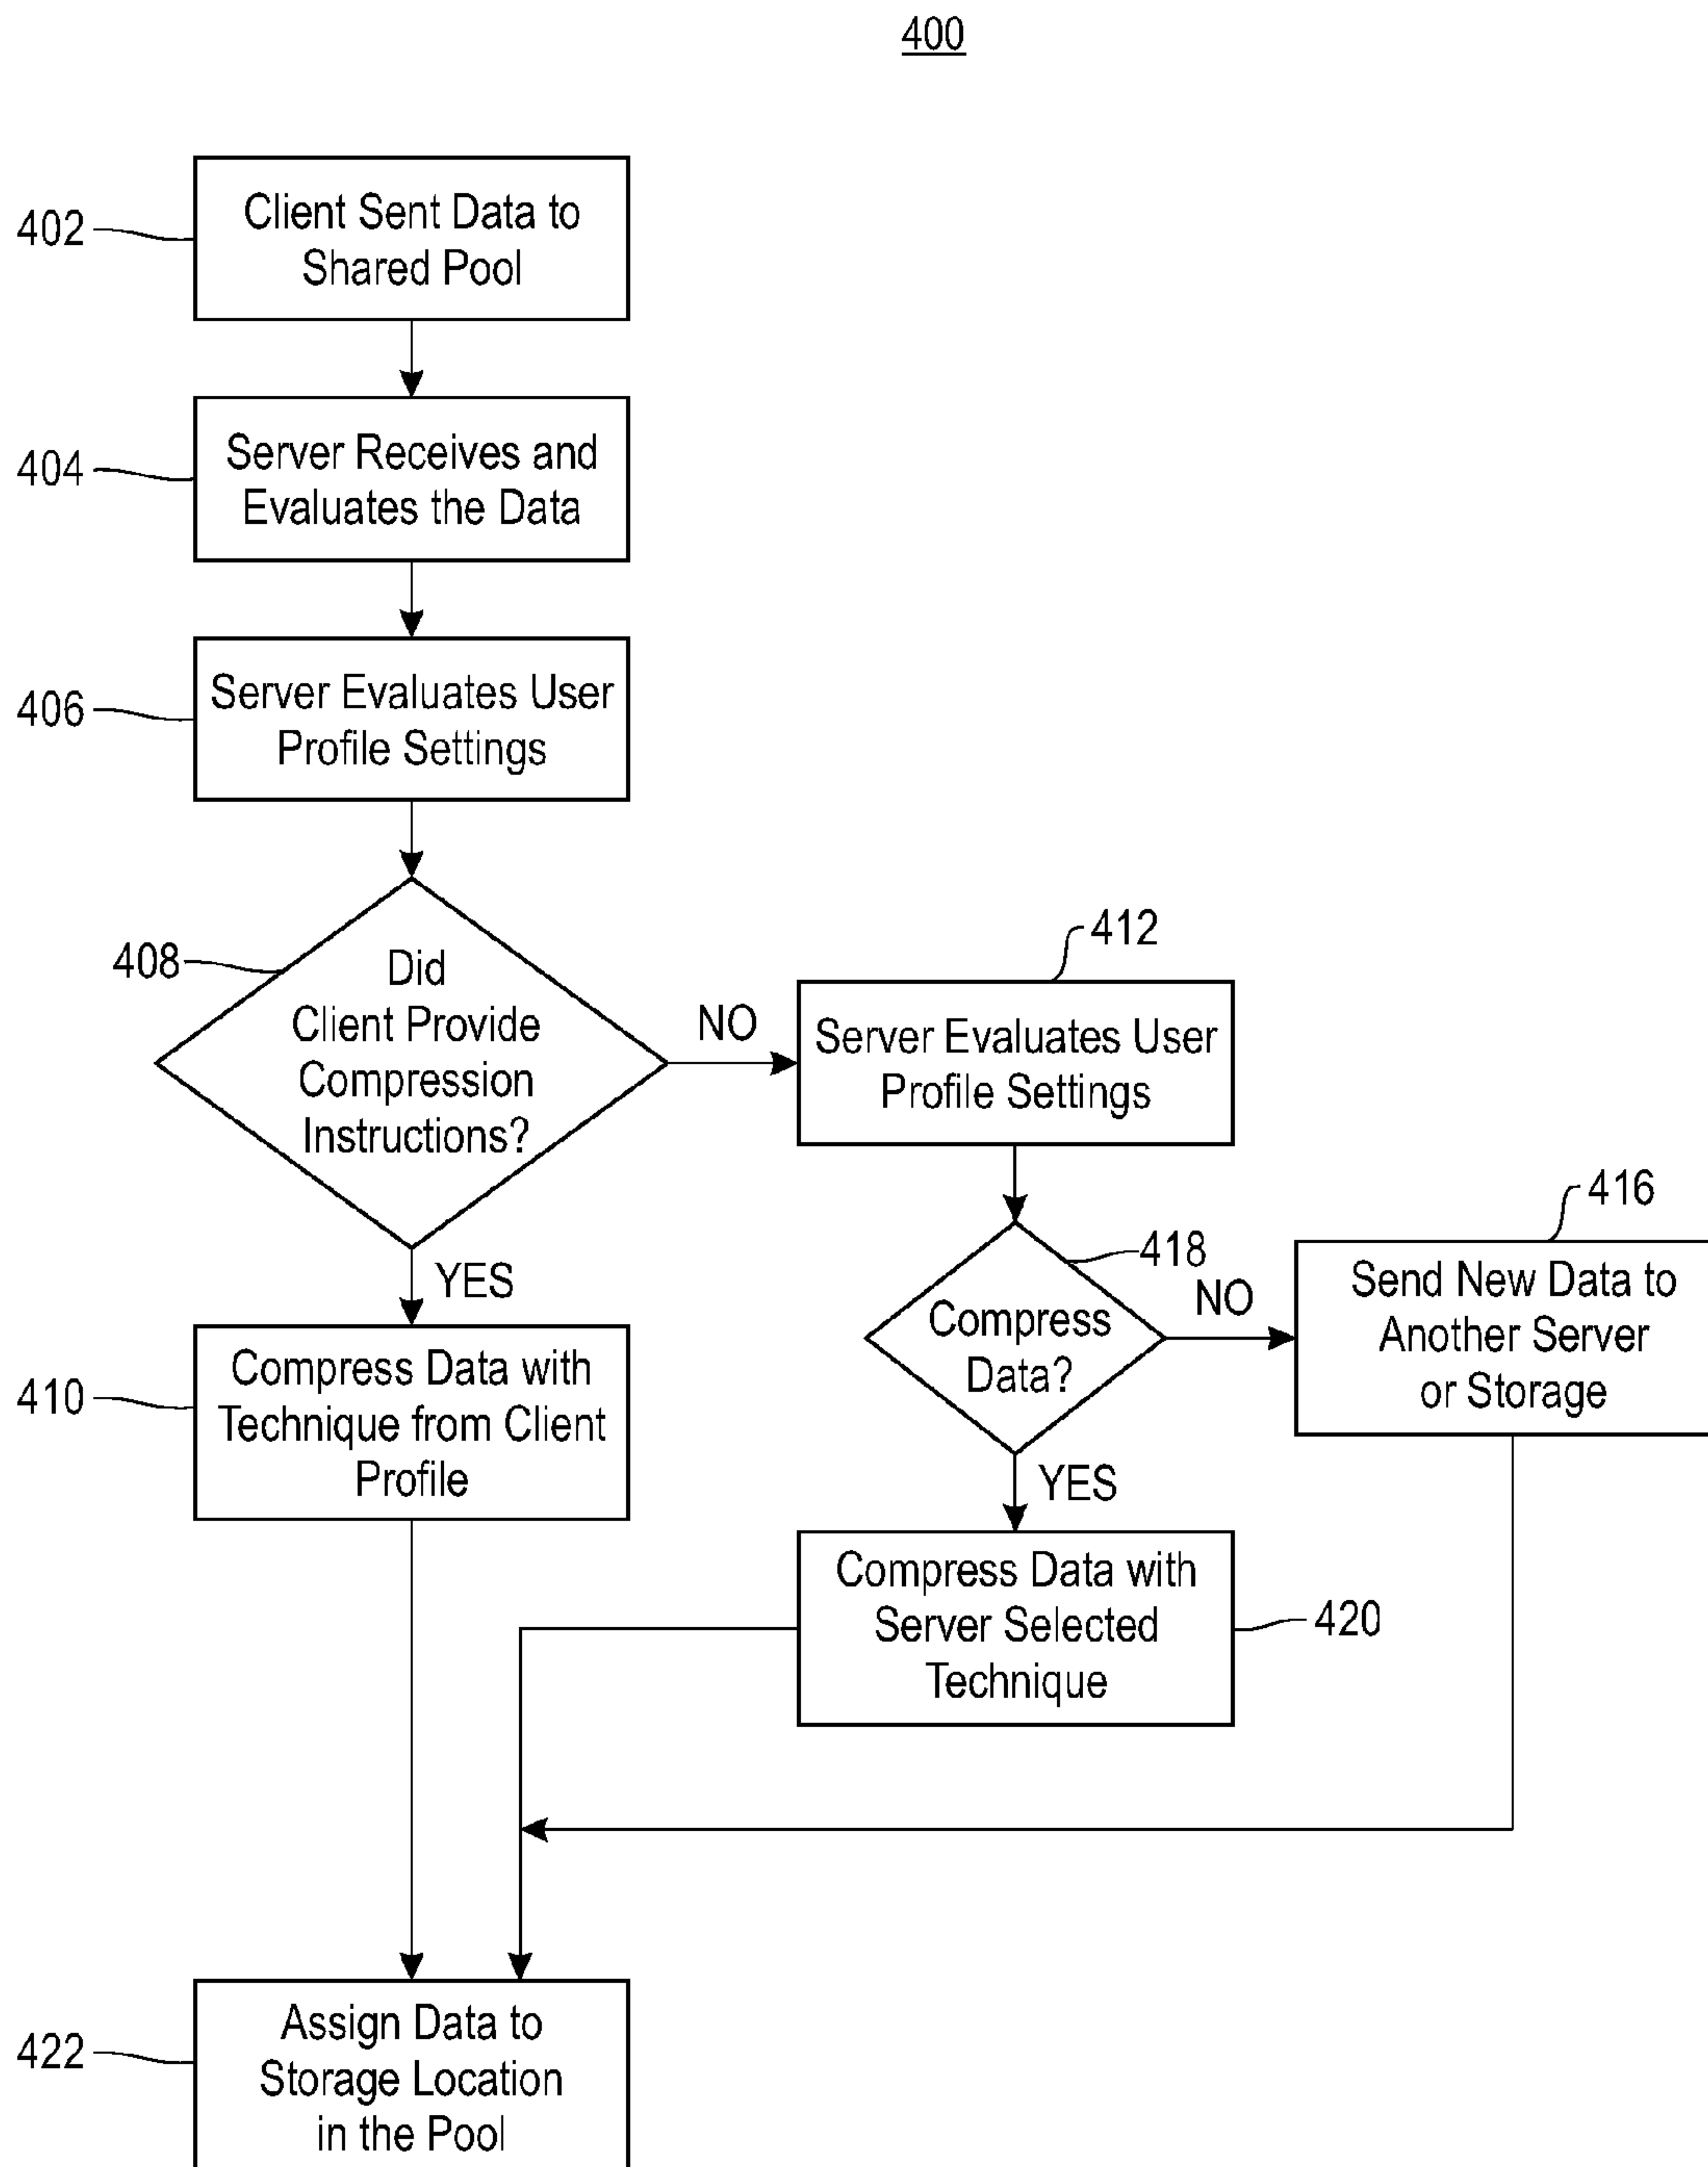 400
402
Client Sent Data to
Shared Pool
404
Server Receives and
Evaluates the Data
406
Server Evaluates User
Profile Settings
408
Did
Client Provide
Compression
Instructions?
NO
412
Server Evaluates User
Profile Settings
YES
418
Compress
Data?
NO
416
Send New Data to
Another Server
or Storage
410
Compress Data with
Technique from Client
Profile
YES
Compress Data with
Server Selected
Technique
420
422
Assign Data to
Storage Location
in the Pool